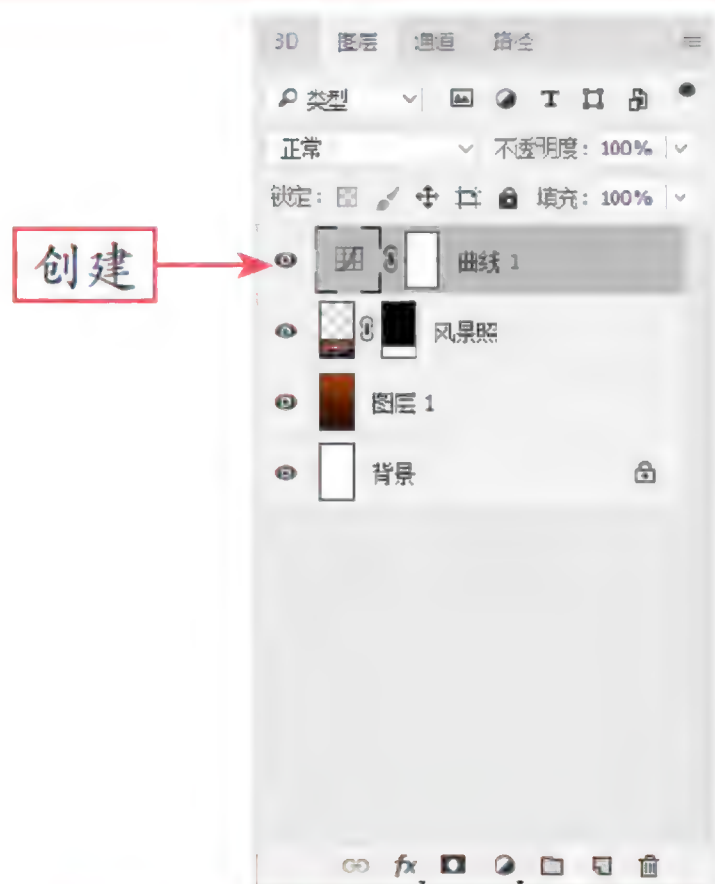 3D 图层 通道 路径
类型
正常 不透明度: 100%
锁定: 填充: 100%
创建
曲线 1
风景照
图层 1
背景
fx